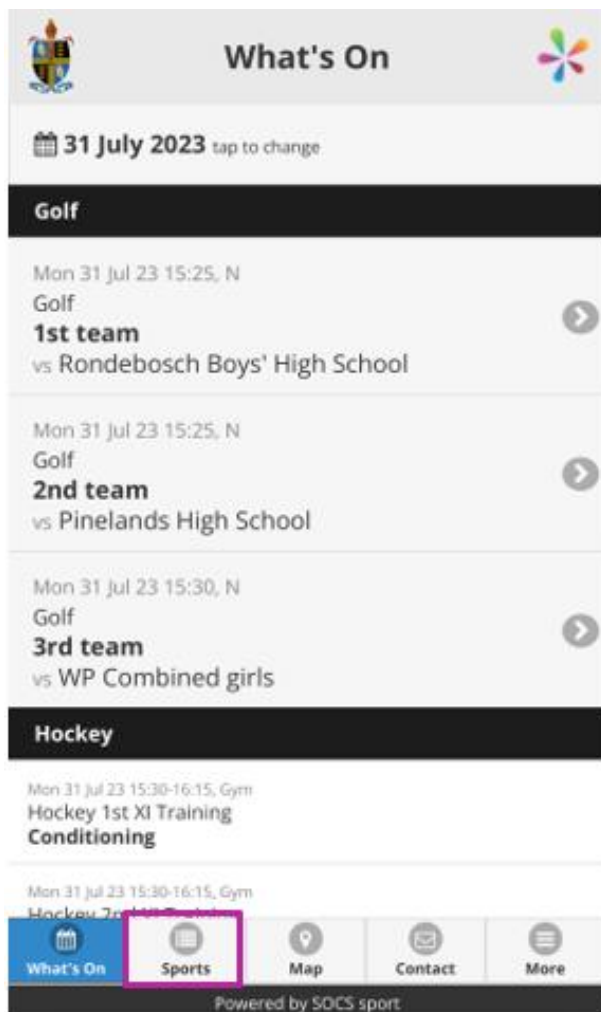 What's On
31 July 2023 tap to change
Golf
Mon 31 Jul 23 15:25, N
Golf
1st team
vs Rondebosch Boys' High School
Mon 31 Jul 23 15:25, N
Golf
2nd team
vs Pinelands High School
Mon 31 Jul 23 15:30, N
Golf
3rd team
vs WP Combined girls
Hockey
Mon 31 Jul 23 15:30-16:15, Gym
Hockey 1st XI Training
Conditioning
Mon 31 Jul 23 15:30-16:15, Gym
Hockey 2nd XI Training
What's On
Sports
Map
Contact
More
Powered by SOCS sport